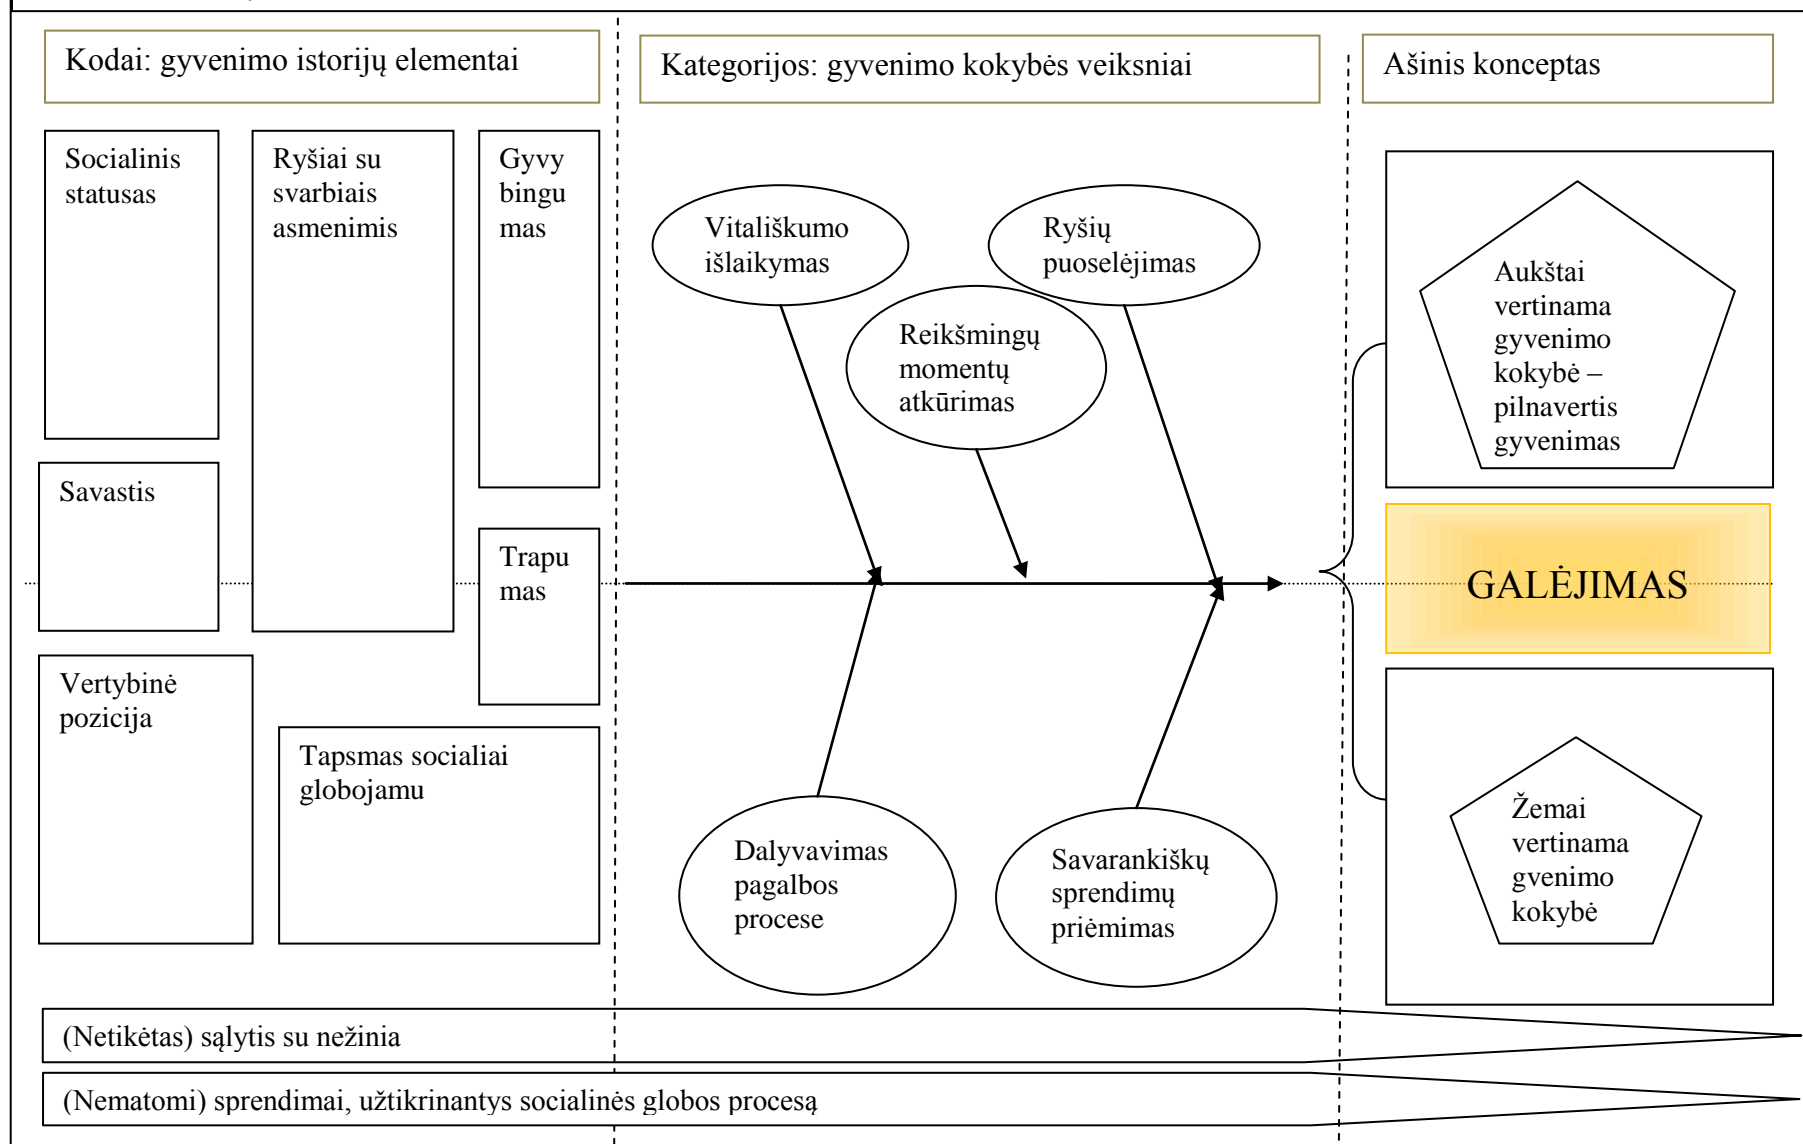 Kodai: gyvenimo istorijų elementai
Kategorijos: gyvenimo kokybės veiksniai
Ašinis konceptas
Socialinis
statusas
Ryšiai su
svarbiais
asmenimis
Gyvy
bingu
mas
Savastis
Trapu
mas
Vertybinė
pozicija
Tapsmas socialiai
globojamu
Vitališkumo
išlaikymas
Ryšių
puoselėjimas
Reikšmingų
momentų
atkūrimas
Dalyvavimas
pagalbos
procese
Savarankiškų
sprendimų
priėmimas
Aukštai
vertinama
gyvenimo
kokybė –
pilnavertis
gyvenimas
GALĖJIMAS
Žemai
vertinama
gvenimo
kokybė
(Netikėtas) sąlytis su nežinia
(Nematomi) sprendimai, užtikrinantys socialinės globos procesą